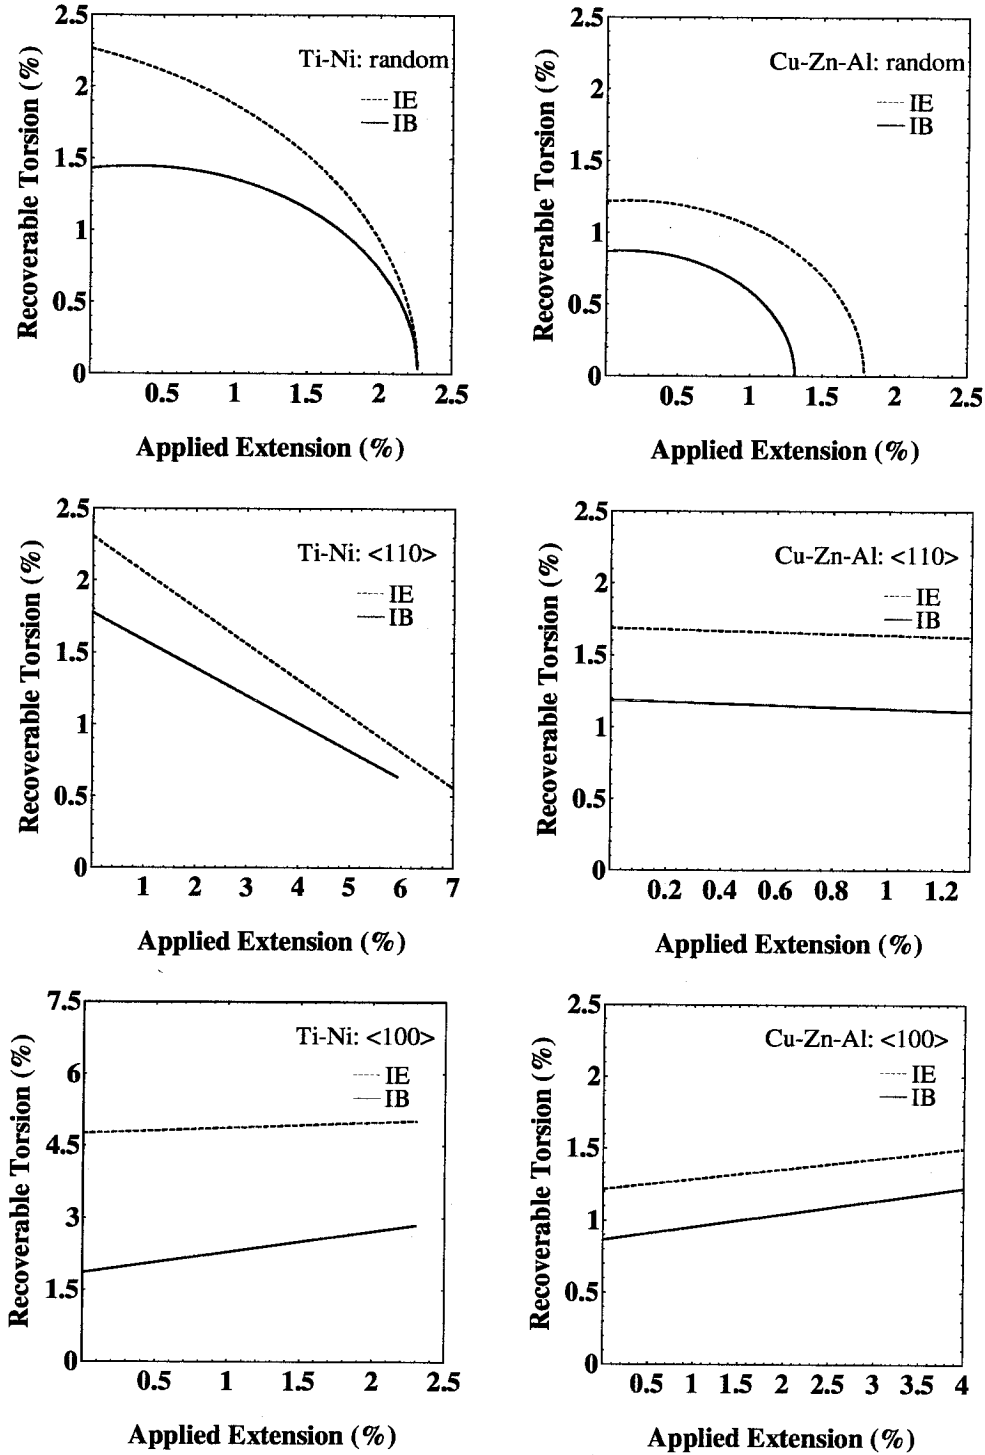 2.5
2
1.5
1
0.5
0
Recoverable Torsion (%)
Ti-Ni: random
IE
IB
0.5 1 1.5 2 2.5
Applied Extension (%)
2.5
2
1.5
1
0.5
0
Recoverable Torsion (%)
Cu-Zn-Al: random
IE
IB
0.5 1 1.5 2 2.5
Applied Extension (%)
2.5
2
1.5
1
0.5
0
Recoverable Torsion (%)
Ti-Ni: <110>
IE
IB
1 2 3 4 5 6 7
Applied Extension (%)
2.5
2
1.5
1
0.5
0
Recoverable Torsion (%)
Cu-Zn-Al: <110>
IE
IB
0.2 0.4 0.6 0.8 1 1.2
Applied Extension (%)
7.5
6
4.5
3
1.5
0
Recoverable Torsion (%)
Ti-Ni: <100>
IE
IB
0.5 1 1.5 2 2.5
Applied Extension (%)
2.5
2
1.5
1
0.5
0
Recoverable Torsion (%)
Cu-Zn-Al: <100>
IE
IB
0.5 1 1.5 2 2.5 3 3.5 4
Applied Extension (%)